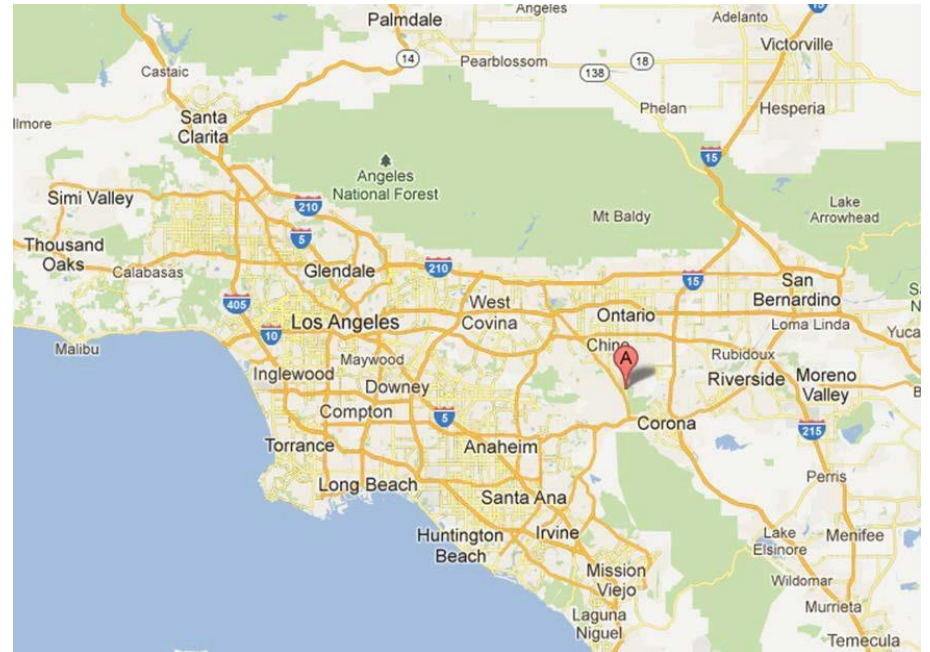 Angeles
Palmdale
Adelanto
15
Victorville
14
Pearblossom
18
138
Castaic
Phelan
Hesperia
Santa
Clarita
llmore
15
Angeles
National Forest
Simi Valley
210
Mt Baldy
Lake
Arrowhead
5
Thousand
Oaks
Calabasas
Glendale
210
15
San
Bernardino
405
West
Covina
Ontario
Los Angeles
10
Loma Linda
Yuca
Malibu
Chino
Maywood
A
Rubidoux
Inglewood
Downey
Riverside
Moreno
Valley
B
Compton
5
Corona
215
Torrance
Anaheim
Perris
Long Beach
Santa Ana
Huntington
Beach
Irvine
Lake
Elsinore
Menifee
Mission
Viejo
Wildomar
Laguna
Niguel
Murrieta
Temecula